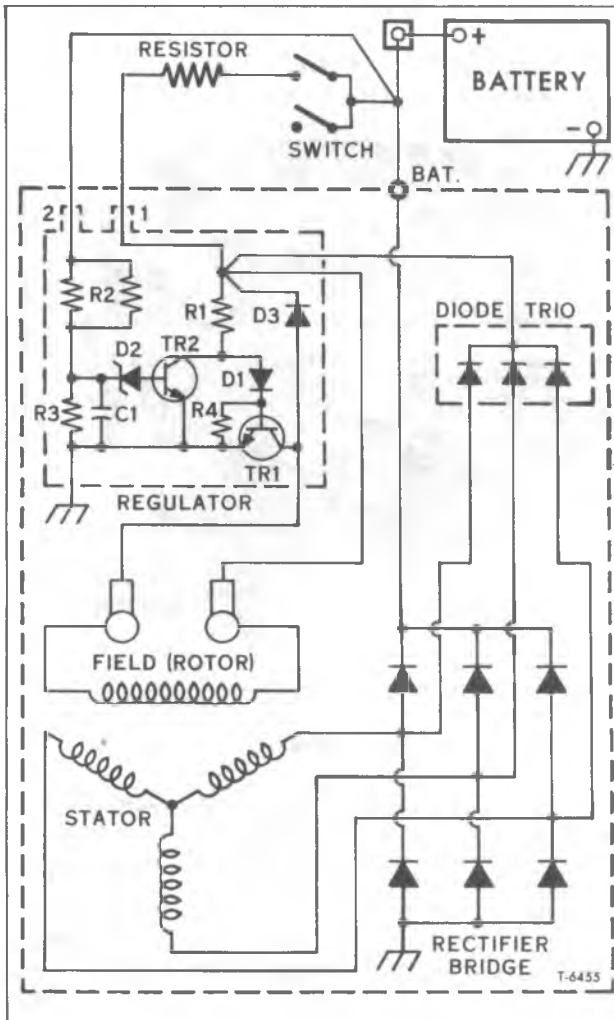 RESISTOR
+
BATTERY
-
SWITCH
BAT.
2 1
R2
R1 D3
DIODE TRIO
D2 TR2
D1
R3 C1 R4
TR1
REGULATOR
FIELD (ROTOR)
STATOR
RECTIFIER
BRIDGE
T-6455